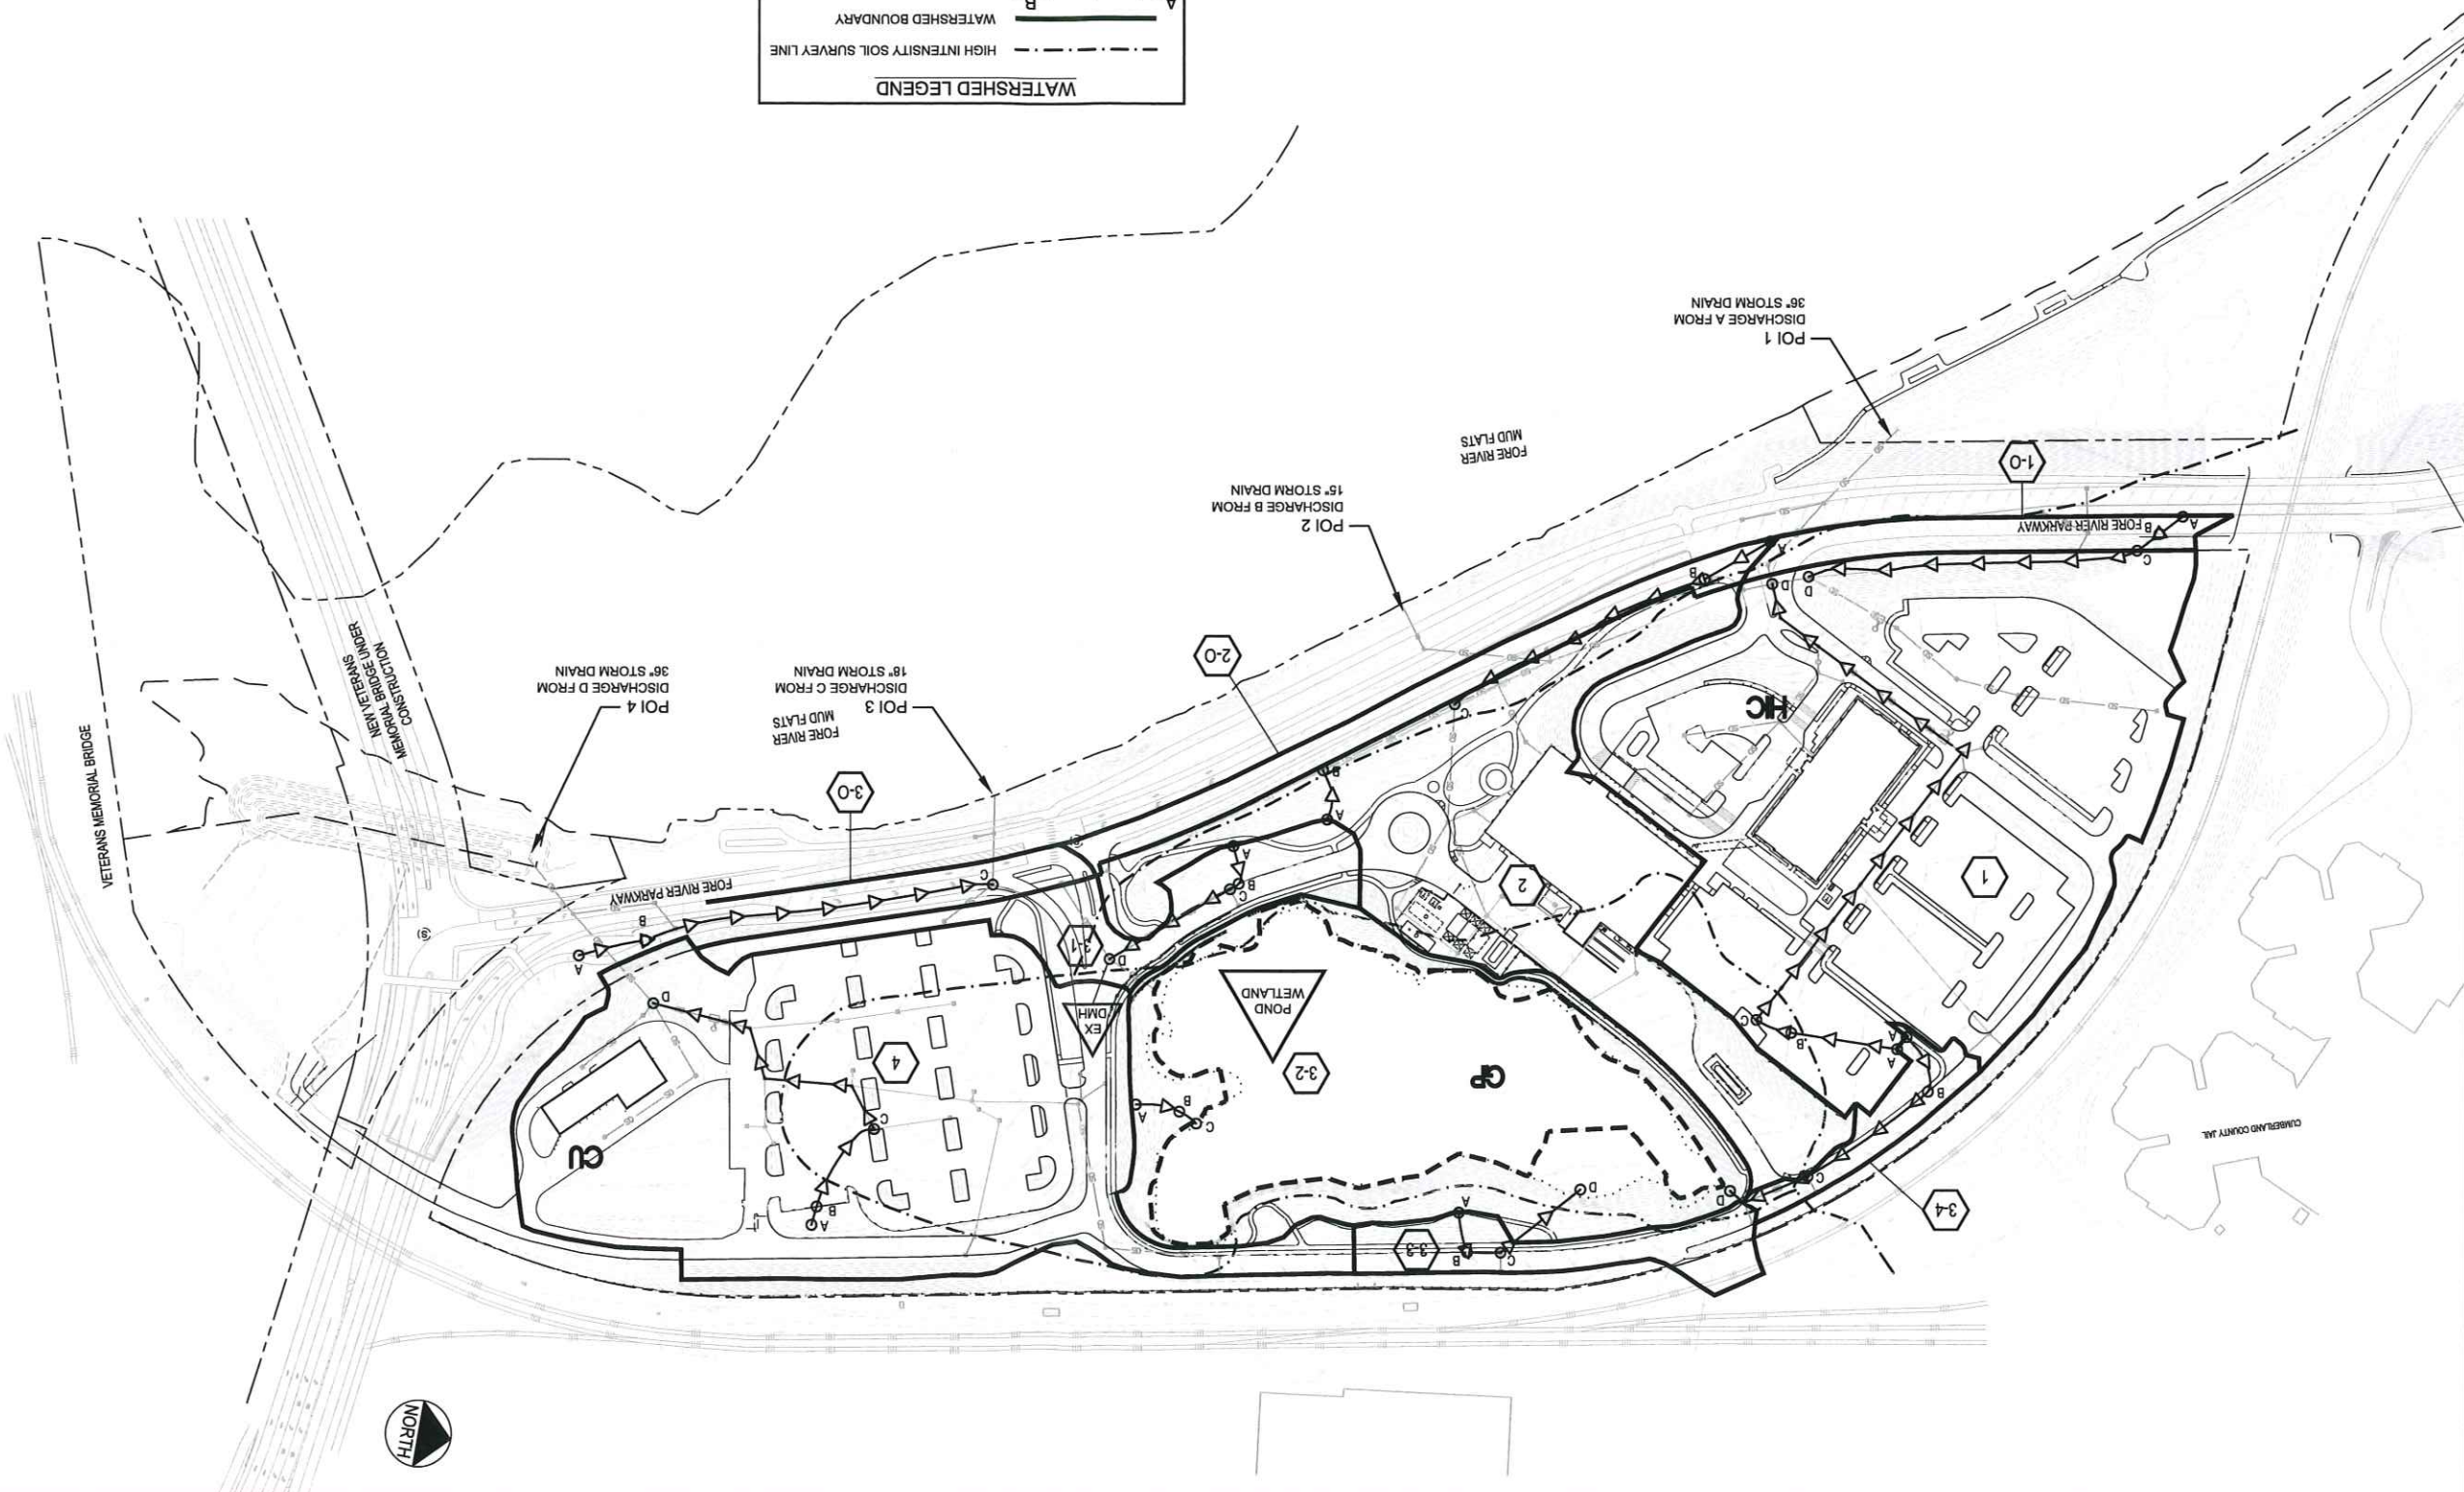 WATERSHED LEGEND
HIGH INTENSITY SOIL SURVEY LINE
WATERSHED BOUNDARY
A B
NORTH
CUMBERLAND COUNTY JAIL
3-4
3-3
3-2
POND
WETLAND
GP
EX
DMH
3-1
CU
4
1
2
HIC
3-O
2-O
1-O
FORE RIVER PARKWAY
FORE RIVER PARKWAY
VETERANS MEMORIAL BRIDGE
NEW VETERANS
MEMORIAL BRIDGE UNDER
CONSTRUCTION
POI 4
DISCHARGE D FROM
36" STORM DRAIN
POI 3
DISCHARGE C FROM
18" STORM DRAIN
FORE RIVER
MUD FLATS
POI 2
DISCHARGE B FROM
15" STORM DRAIN
FORE RIVER
MUD FLATS
POI 1
DISCHARGE A FROM
36" STORM DRAIN
A
B
C
D
A
B
C
D
A
B
C
D
A
B
C
D
A
B
C
A
B
C
D
A
B
C
A
B
A
B
C
D
A
B
C
(S)
(S)
SD